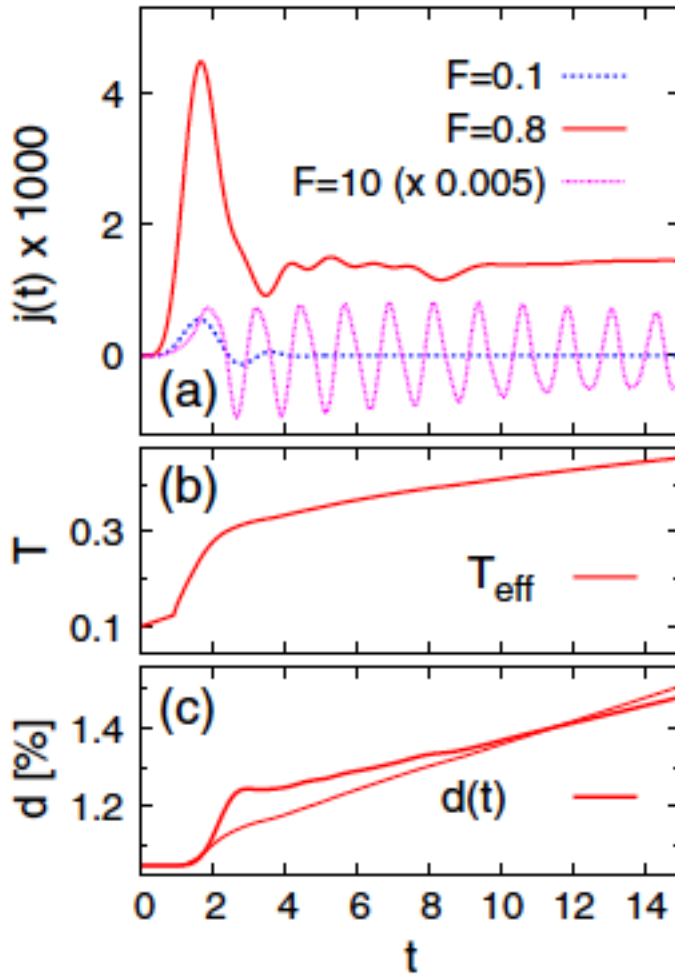 4
2
0
j(t) x 1000
F=0.1
F=0.8
F=10 (x 0.005)
(a)
0.3
0.1
T
(b)
T_eff
1.4
1.2
d [%]
(c)
d(t)
0 2 4 6 8 10 12 14
t